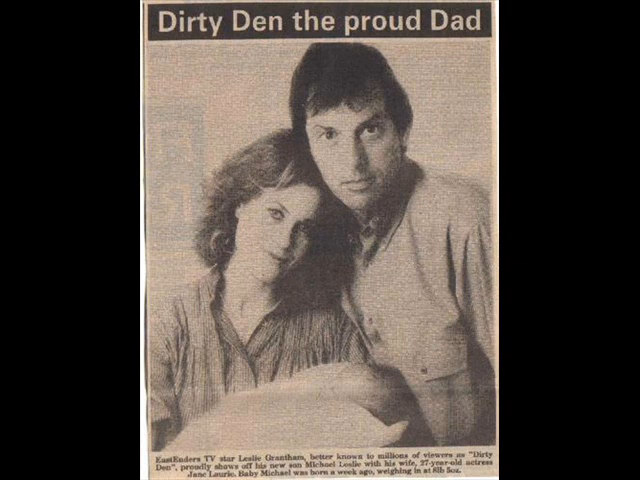 Dirty Den the proud Dad
EastEnders TV star Leslie Grantham, better known to millions of viewers as "Dirty
Den", proudly shows off his new son Michael Leslie with his wife, 27-year-old actress
Jane Laurie. Baby Michael was born a week ago, weighing in at 8lb 5oz.